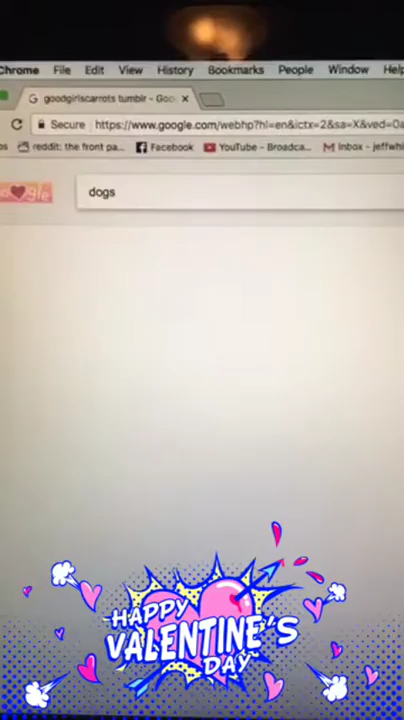 Chrome File Edit View History Bookmarks People Window Help
G goodgirlscarrots tumblr - Goo
Secure https://www.google.com/webhp?hl=en&ictx=2&sa=X&ved=0a
reddit: the front pa... Facebook YouTube - Broadca... Inbox - jeffwhi
dogs
HAPPY
VALENTINE'S
DAY